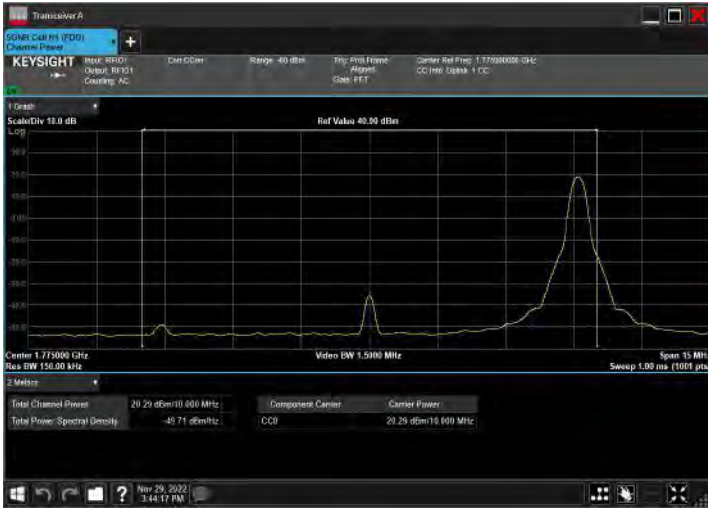 Transceiver A
5GNR Cell N1 (FDD)
Channel Power
+
KEYSIGHT
Input: RFIO1
Output: RFIO1
Coupling: AC
Corr CCorr
Range: -60 dBm
Trig: Prot Frame
Aligned
Gate: FFT
Carrier Ref Freq: 1.775000000 GHz
CC Info: Uplink, 1 CC
1 Graph
Scale/Div 10.0 dB
Ref Value 40.00 dBm
Log
Center 1.775000 GHz
Res BW 150.00 kHz
Video BW 1.5000 MHz
Span 15 MHz
Sweep 1.00 ms (1001 pts
2 Metrics
Total Channel Power
20.29 dBm/10.000 MHz
Total Power Spectral Density
-49.71 dBm/Hz
Component Carrier
Carrier Power
CC0
20.29 dBm/10.000 MHz
?
Nov 29, 2022
3:44:17 PM